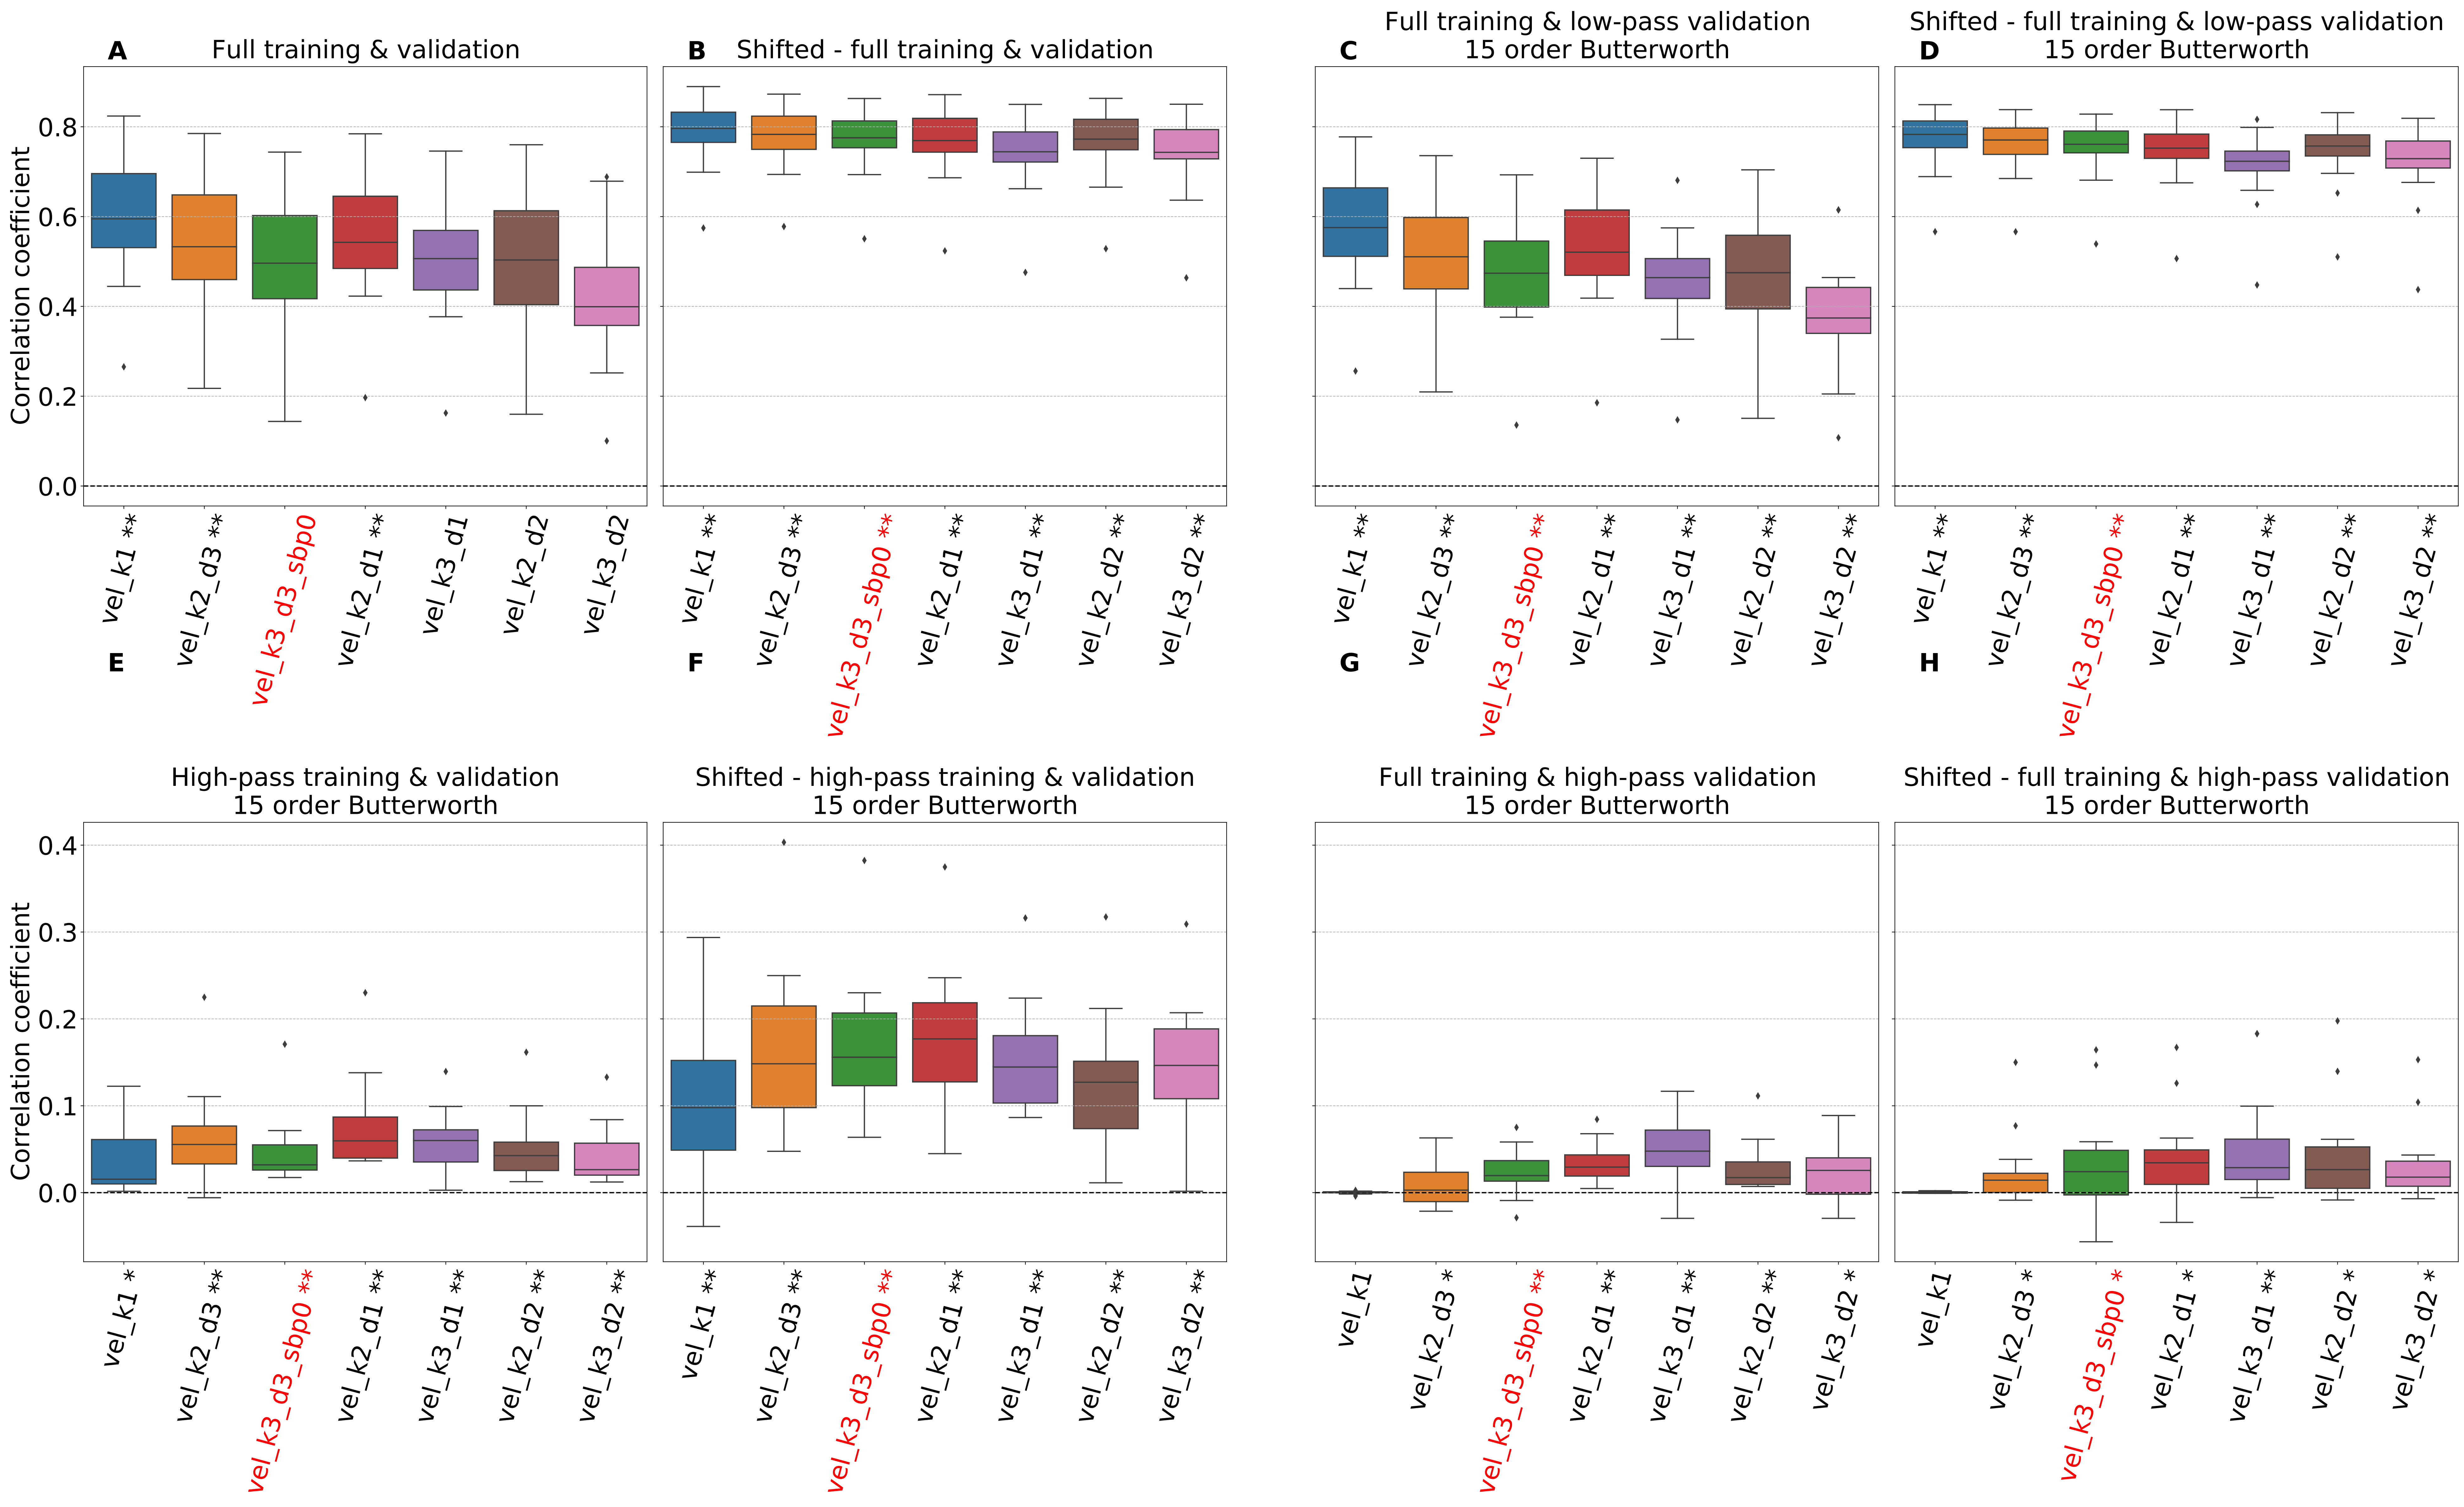 A
Full training & validation
B
Shifted - full training & validation
C
Full training & low-pass validation
15 order Butterworth
D
Shifted - full training & low-pass validation
15 order Butterworth
Correlation coefficient
0.8
0.6
0.4
0.2
0.0
vel_k1 **
vel_k2_d3 **
vel_k3_d3_sbp0
vel_k2_d1 **
vel_k3_d1
vel_k2_d2
vel_k3_d2
vel_k1 **
vel_k2_d3 **
vel_k3_d3_sbp0 **
vel_k2_d1 **
vel_k3_d1 **
vel_k2_d2 **
vel_k3_d2 **
vel_k1 **
vel_k2_d3 **
vel_k3_d3_sbp0 **
vel_k2_d1 **
vel_k3_d1 **
vel_k2_d2 **
vel_k3_d2 **
vel_k1 **
vel_k2_d3 **
vel_k3_d3_sbp0 **
vel_k2_d1 **
vel_k3_d1 **
vel_k2_d2 **
vel_k3_d2 **
E
High-pass training & validation
15 order Butterworth
F
Shifted - high-pass training & validation
15 order Butterworth
G
Full training & high-pass validation
15 order Butterworth
H
Shifted - full training & high-pass validation
15 order Butterworth
Correlation coefficient
0.4
0.3
0.2
0.1
0.0
vel_k1 *
vel_k2_d3 **
vel_k3_d3_sbp0 **
vel_k2_d1 **
vel_k3_d1 **
vel_k2_d2 **
vel_k3_d2 **
vel_k1 **
vel_k2_d3 **
vel_k3_d3_sbp0 **
vel_k2_d1 **
vel_k3_d1 **
vel_k2_d2 **
vel_k3_d2 **
vel_k1
vel_k2_d3 *
vel_k3_d3_sbp0 **
vel_k2_d1 **
vel_k3_d1 **
vel_k2_d2 **
vel_k3_d2 *
vel_k1
vel_k2_d3 *
vel_k3_d3_sbp0 *
vel_k2_d1 *
vel_k3_d1 **
vel_k2_d2 *
vel_k3_d2 *